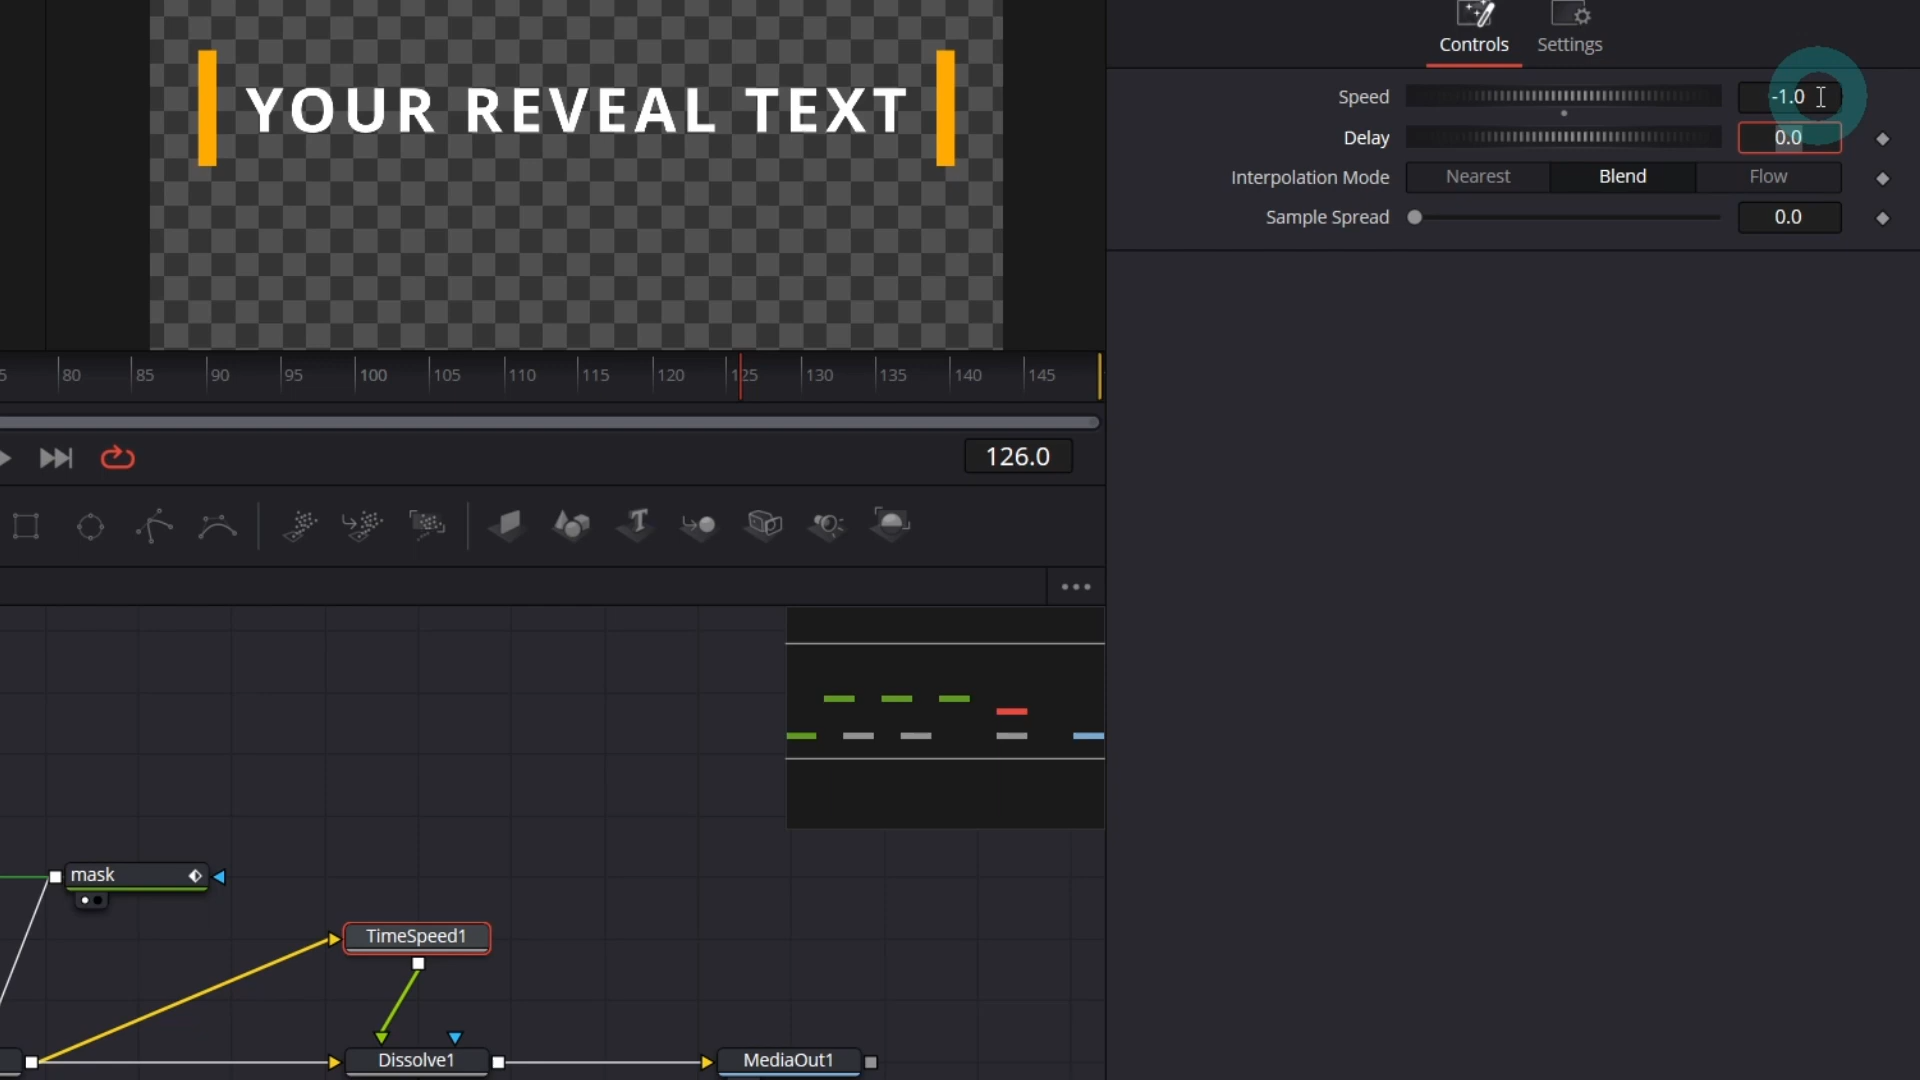 Controls Settings
Speed -1.0
Delay 0.0
Interpolation Mode Nearest Blend Flow
Sample Spread 0.0
YOUR REVEAL TEXT
5 80 85 90 95 100 105 110 115 120 125 130 135 140 145
126.0
mask
TimeSpeed1
Dissolve1 MediaOut1